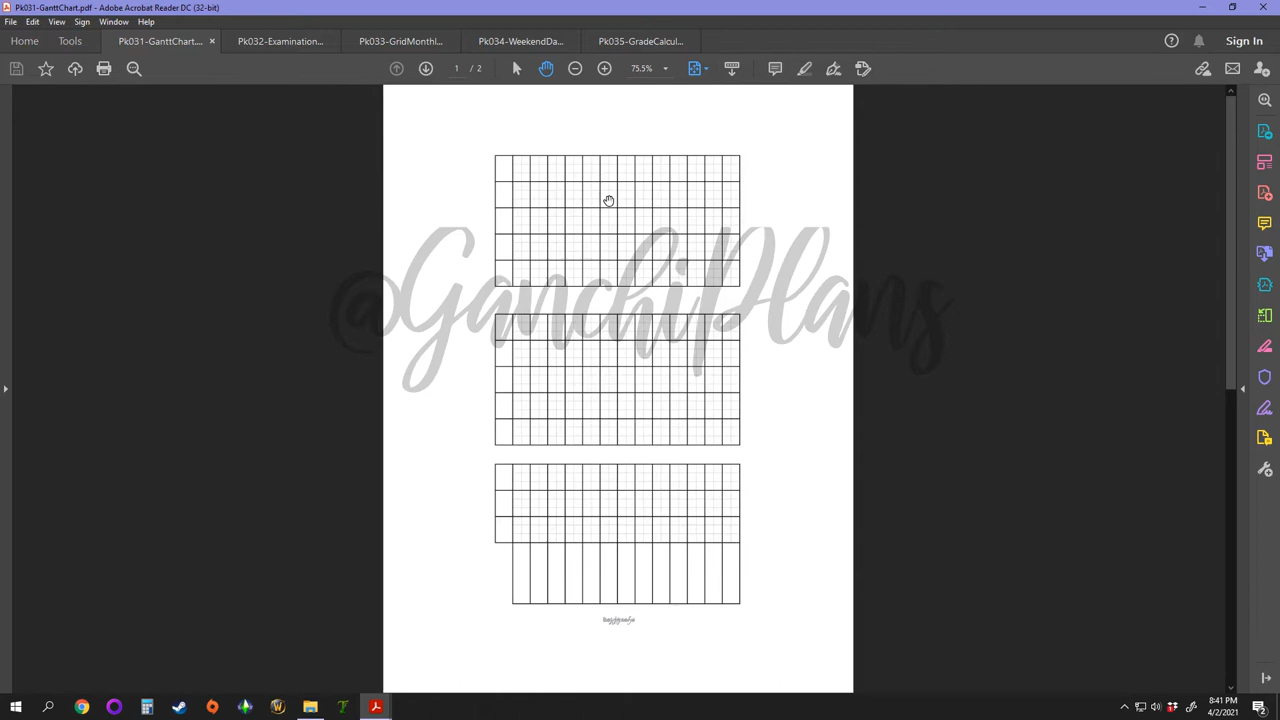 Pk031-GanttChart.pdf - Adobe Acrobat Reader DC (32-bit)
File Edit View Sign Window Help
Home Tools Pk031-GanttChart.... × Pk032-Examination... Pk033-GridMonthl... Pk034-WeekendDa... Pk035-GradeCalcul... Sign In
1 / 2 75.5%
@GanchiPlans
8:41 PM
4/2/2021
2